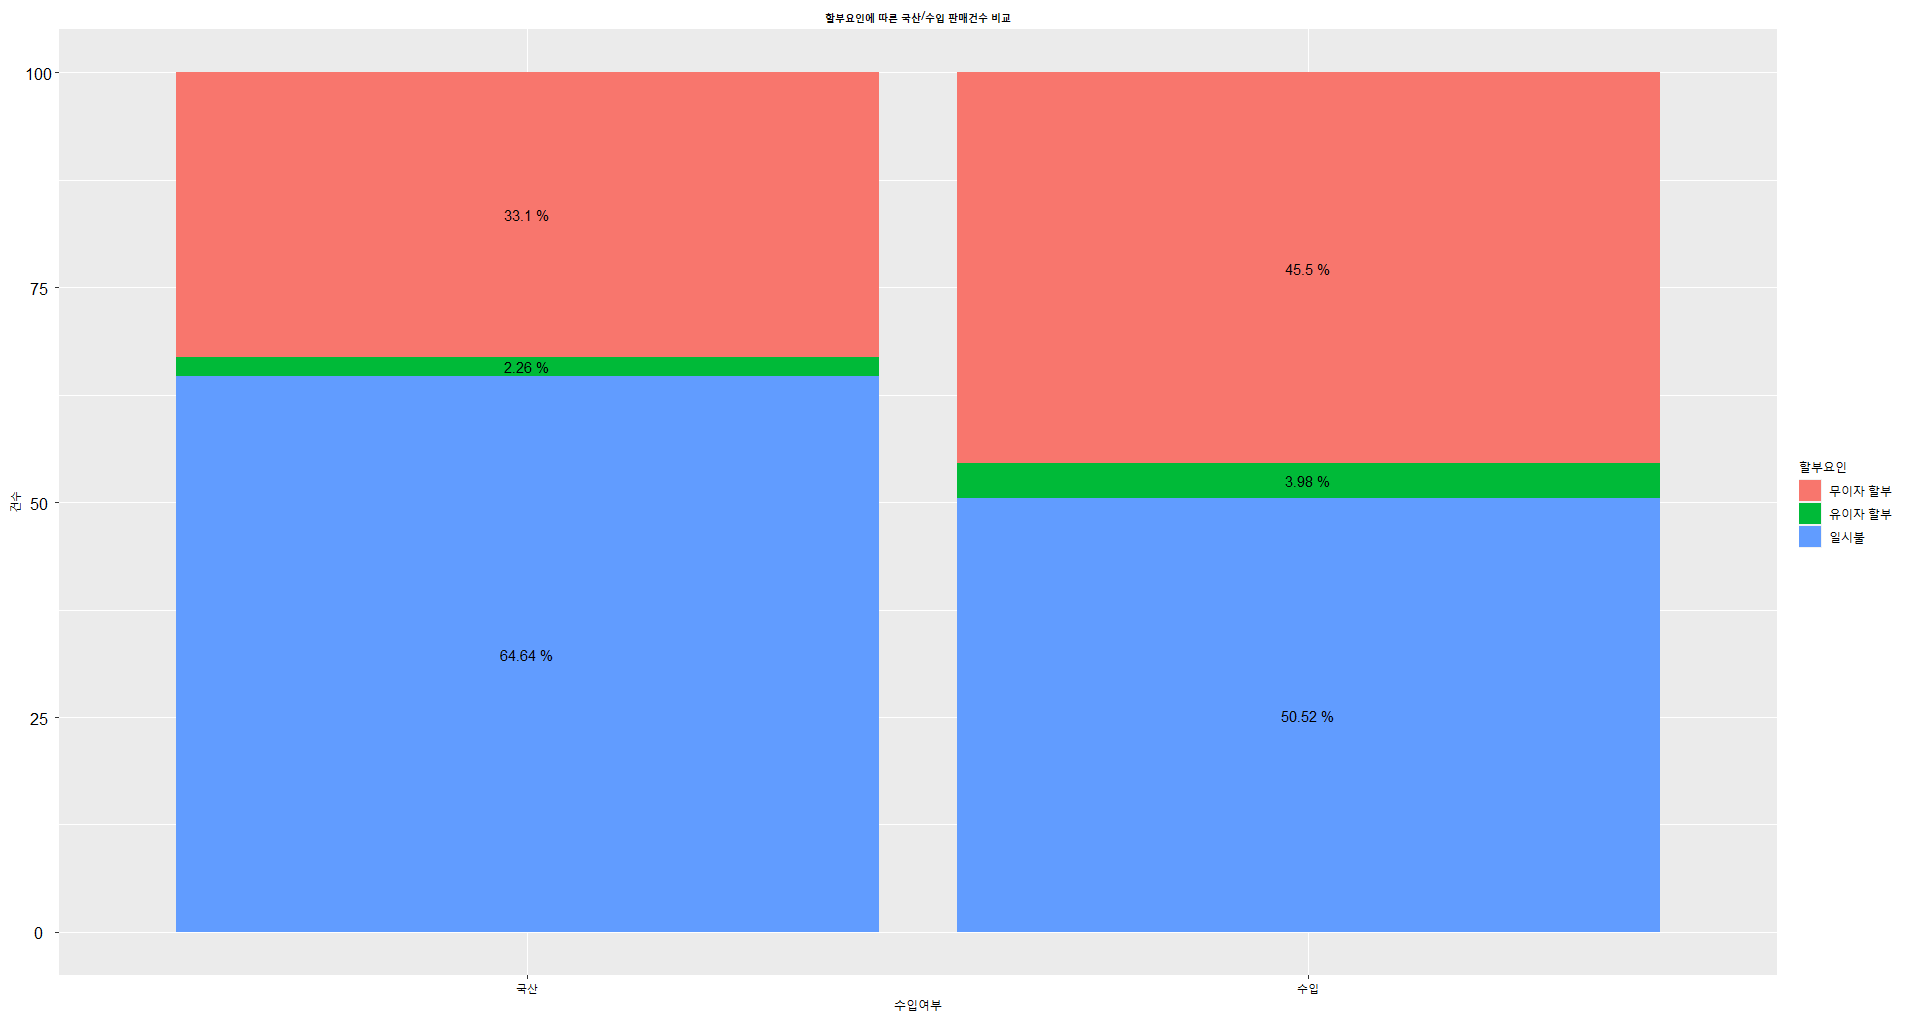 할부요인에 따른 국산/수입 판매건수 비교
100
75
50
25
0
건수
33.1 %
2.26 %
64.64 %
45.5 %
3.98 %
50.52 %
국산
수입
수입여부
할부요인
무이자 할부
유이자 할부
일시불